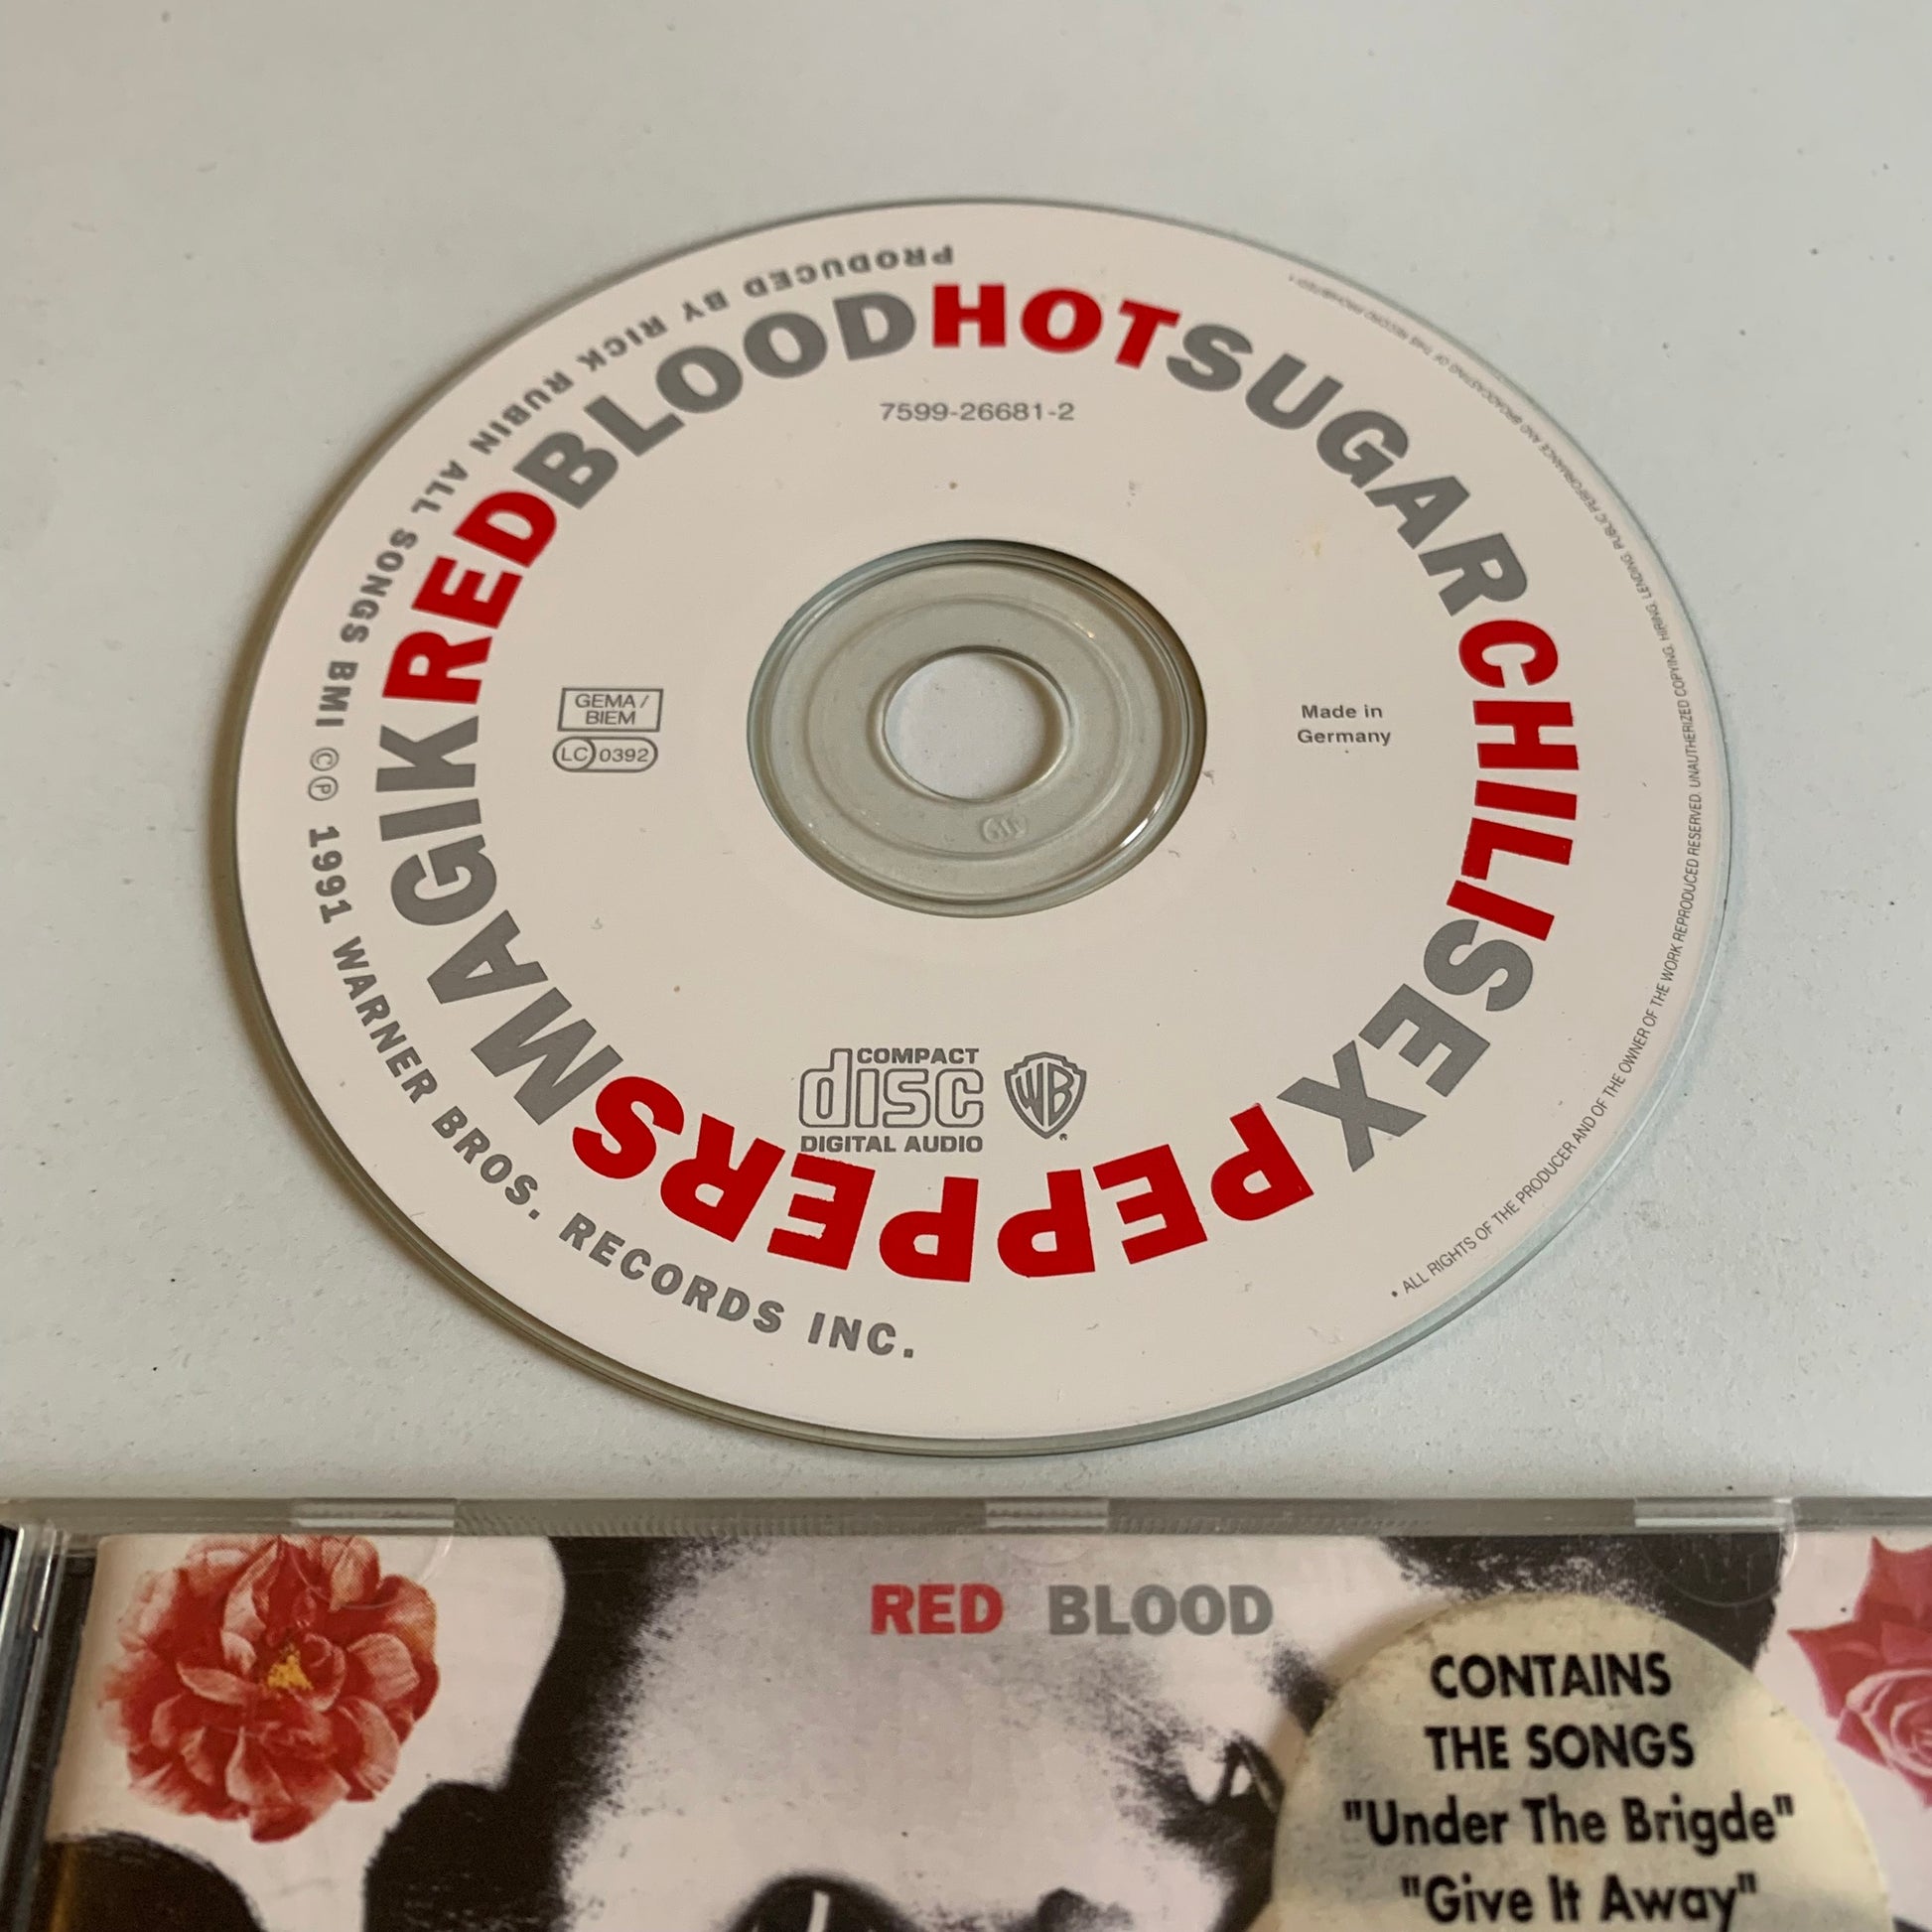 REDBLOODHOTSUGARCHILISEXPEPPERSMAGIK
PRODUCED BY RICK RUBIN ALL SONGS BMI ©℗ 1991 WARNER BROS. RECORDS INC.
• ALL RIGHTS OF THE PRODUCER AND OF THE OWNER OF THE WORK REPRODUCED RESERVED. UNAUTHORIZED COPYING, HIRING, LENDING, PUBLIC PERFORMANCE AND BROADCASTING OF THIS RECORD PROHIBITED •
7599-26681-2
GEMA/
BIEM
LC 0392
Made in
Germany
COMPACT
disc
DIGITAL AUDIO
WB
RED BLOOD
CONTAINS
THE SONGS
"Under The Brigde"
"Give It Away"